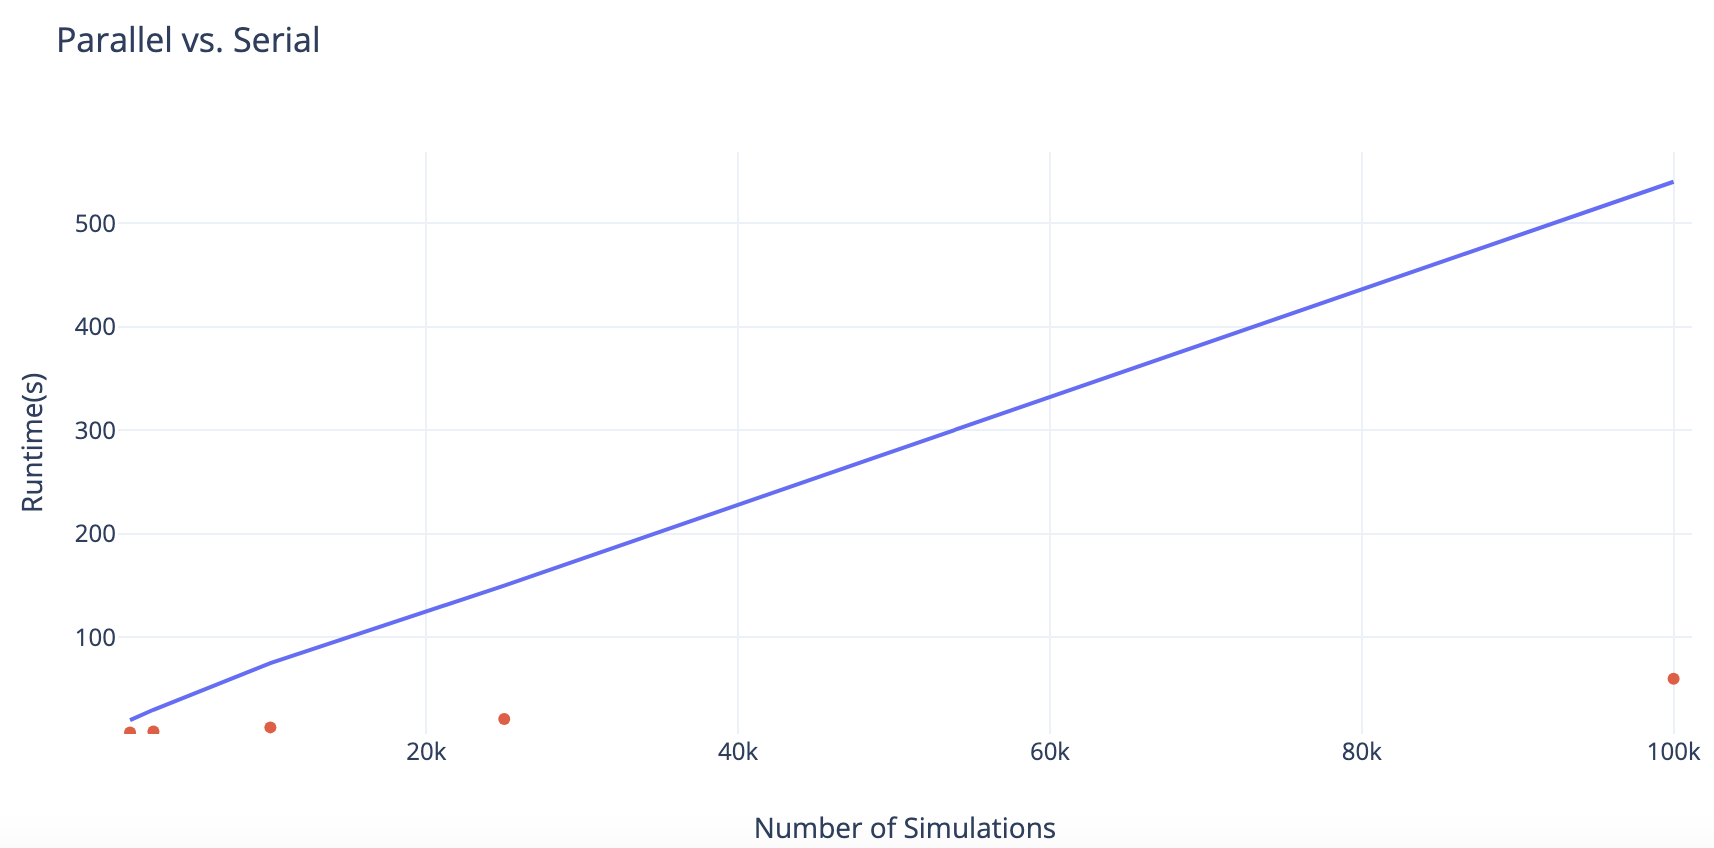 Parallel vs. Serial
500
400
300
200
100
Runtime(s)
20k
40k
60k
80k
100k
Number of Simulations